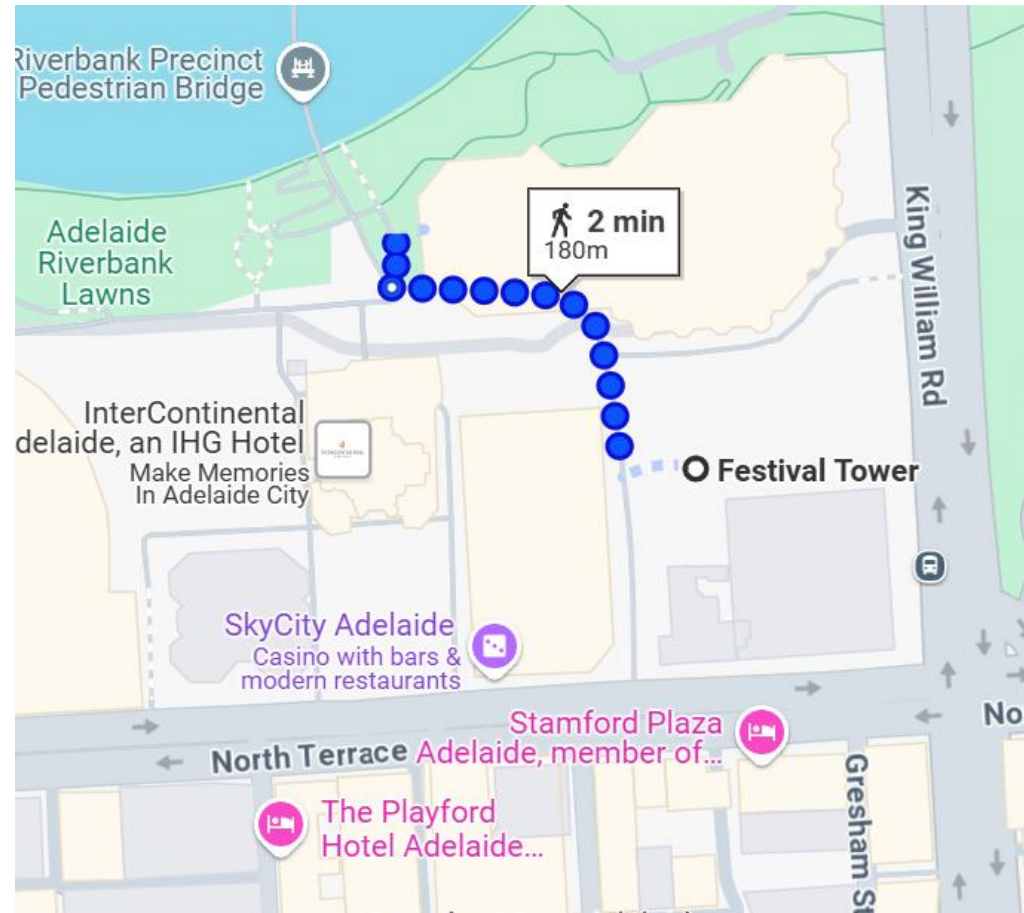 Riverbank Precinct
Pedestrian Bridge
2 min
180m
King William Rd
Adelaide
Riverbank
Lawns
InterContinental
delaide, an IHG Hotel
Make Memories
In Adelaide City
Festival Tower
SkyCity Adelaide
Casino with bars &
modern restaurants
Stamford Plaza
Adelaide, member of...
No
North Terrace
Gresham St
The Playford
Hotel Adelaide...